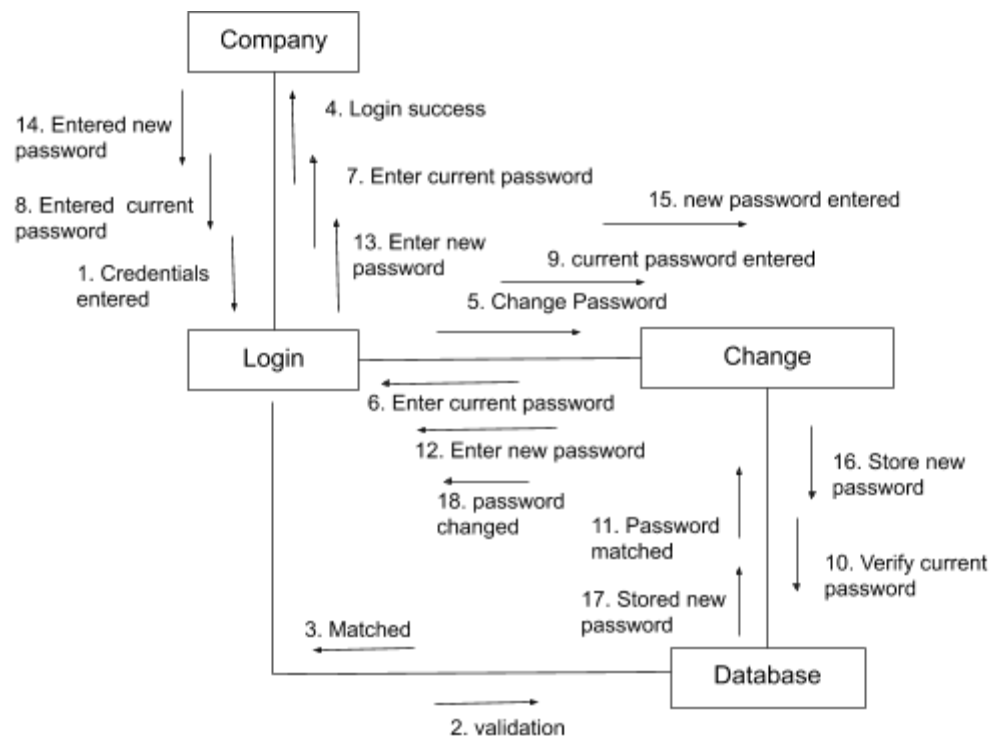 Company
4. Login success
14. Entered new
password
7. Enter current password
15. new password entered
8. Entered current
password
13. Enter new
password
9. current password entered
1. Credentials
entered
5. Change Password
Login
Change
6. Enter current password
12. Enter new password
16. Store new
password
18. password
changed
11. Password
matched
10. Verify current
password
17. Stored new
password
3. Matched
Database
2. validation